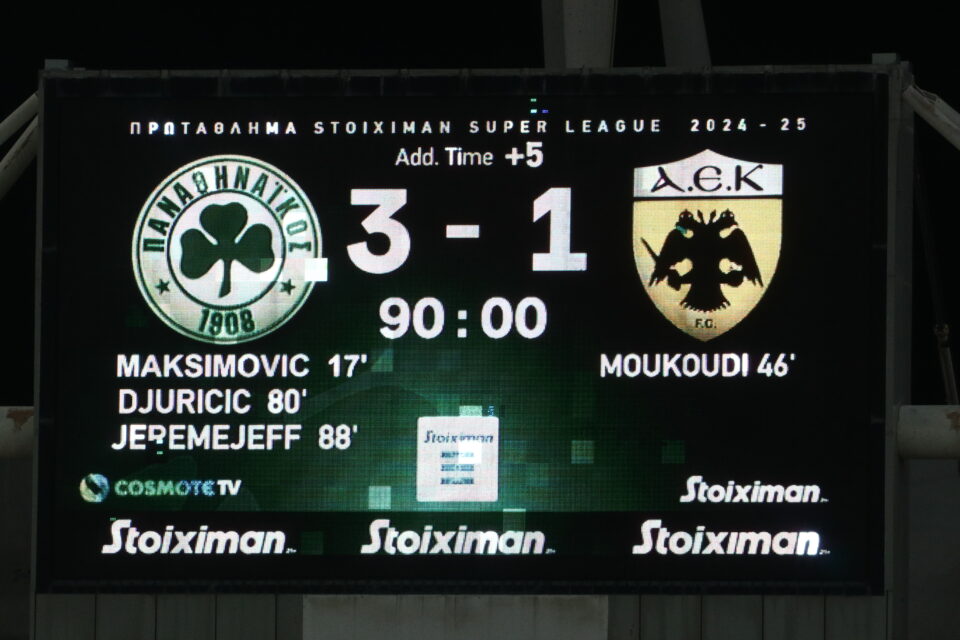 ΠΡΩΤΑΘΛΗΜΑ STOIXIMAN SUPER LEAGUE 2024 - 25
Add. Time +5
ΠΑΝΑΘΗΝΑΪΚΟΣ
1908
3 - 1
Α.Ε.Κ
F.C.
90:00
MAKSIMOVIC 17'
MOUKOUDI 46'
DJURICIC 80'
JEREMEJEFF 88'
Stoiximan
COSMOTE TV
Stoiximan
Stoiximan
Stoiximan
Stoiximan